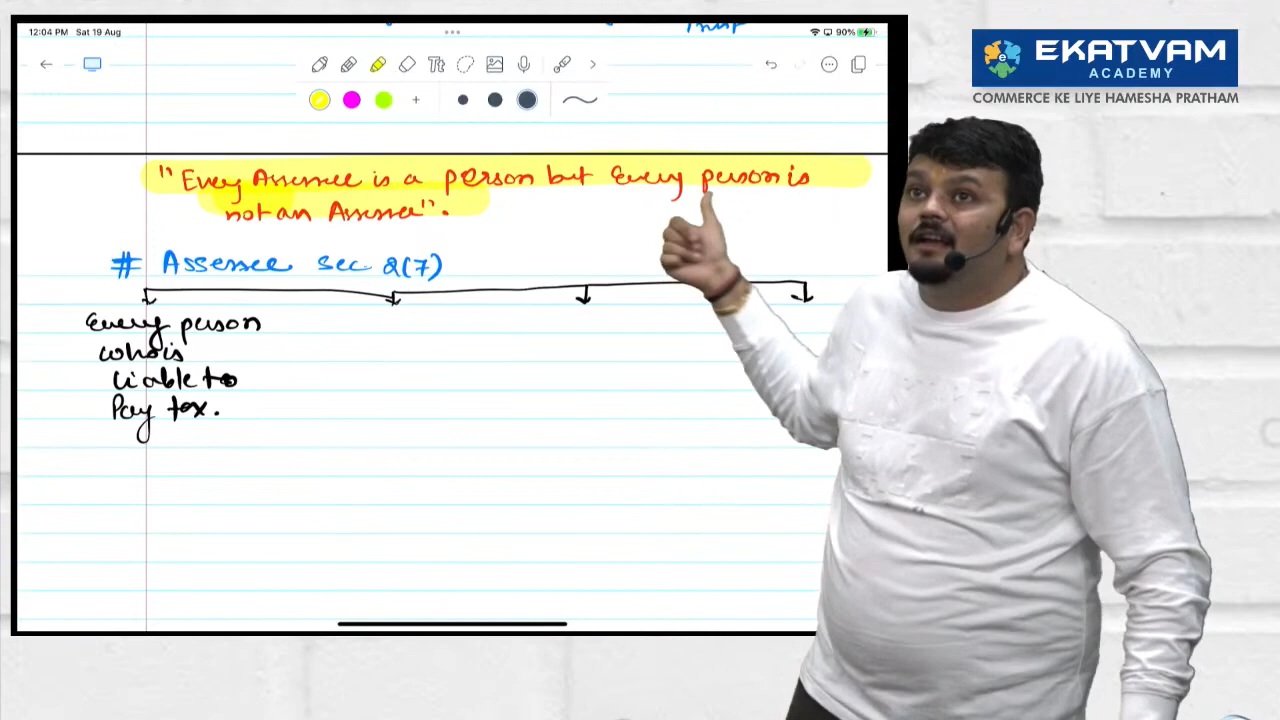 12:04 PM Sat 19 Aug
90%
Tt
EKATVAM
ACADEMY
COMMERCE KE LIYE HAMESHA PRATHAM
"Every Assessee is a person but Every person is
not an Assessee".
# Assessee sec 2(7)
Every person
who is
liable to
Pay tax.